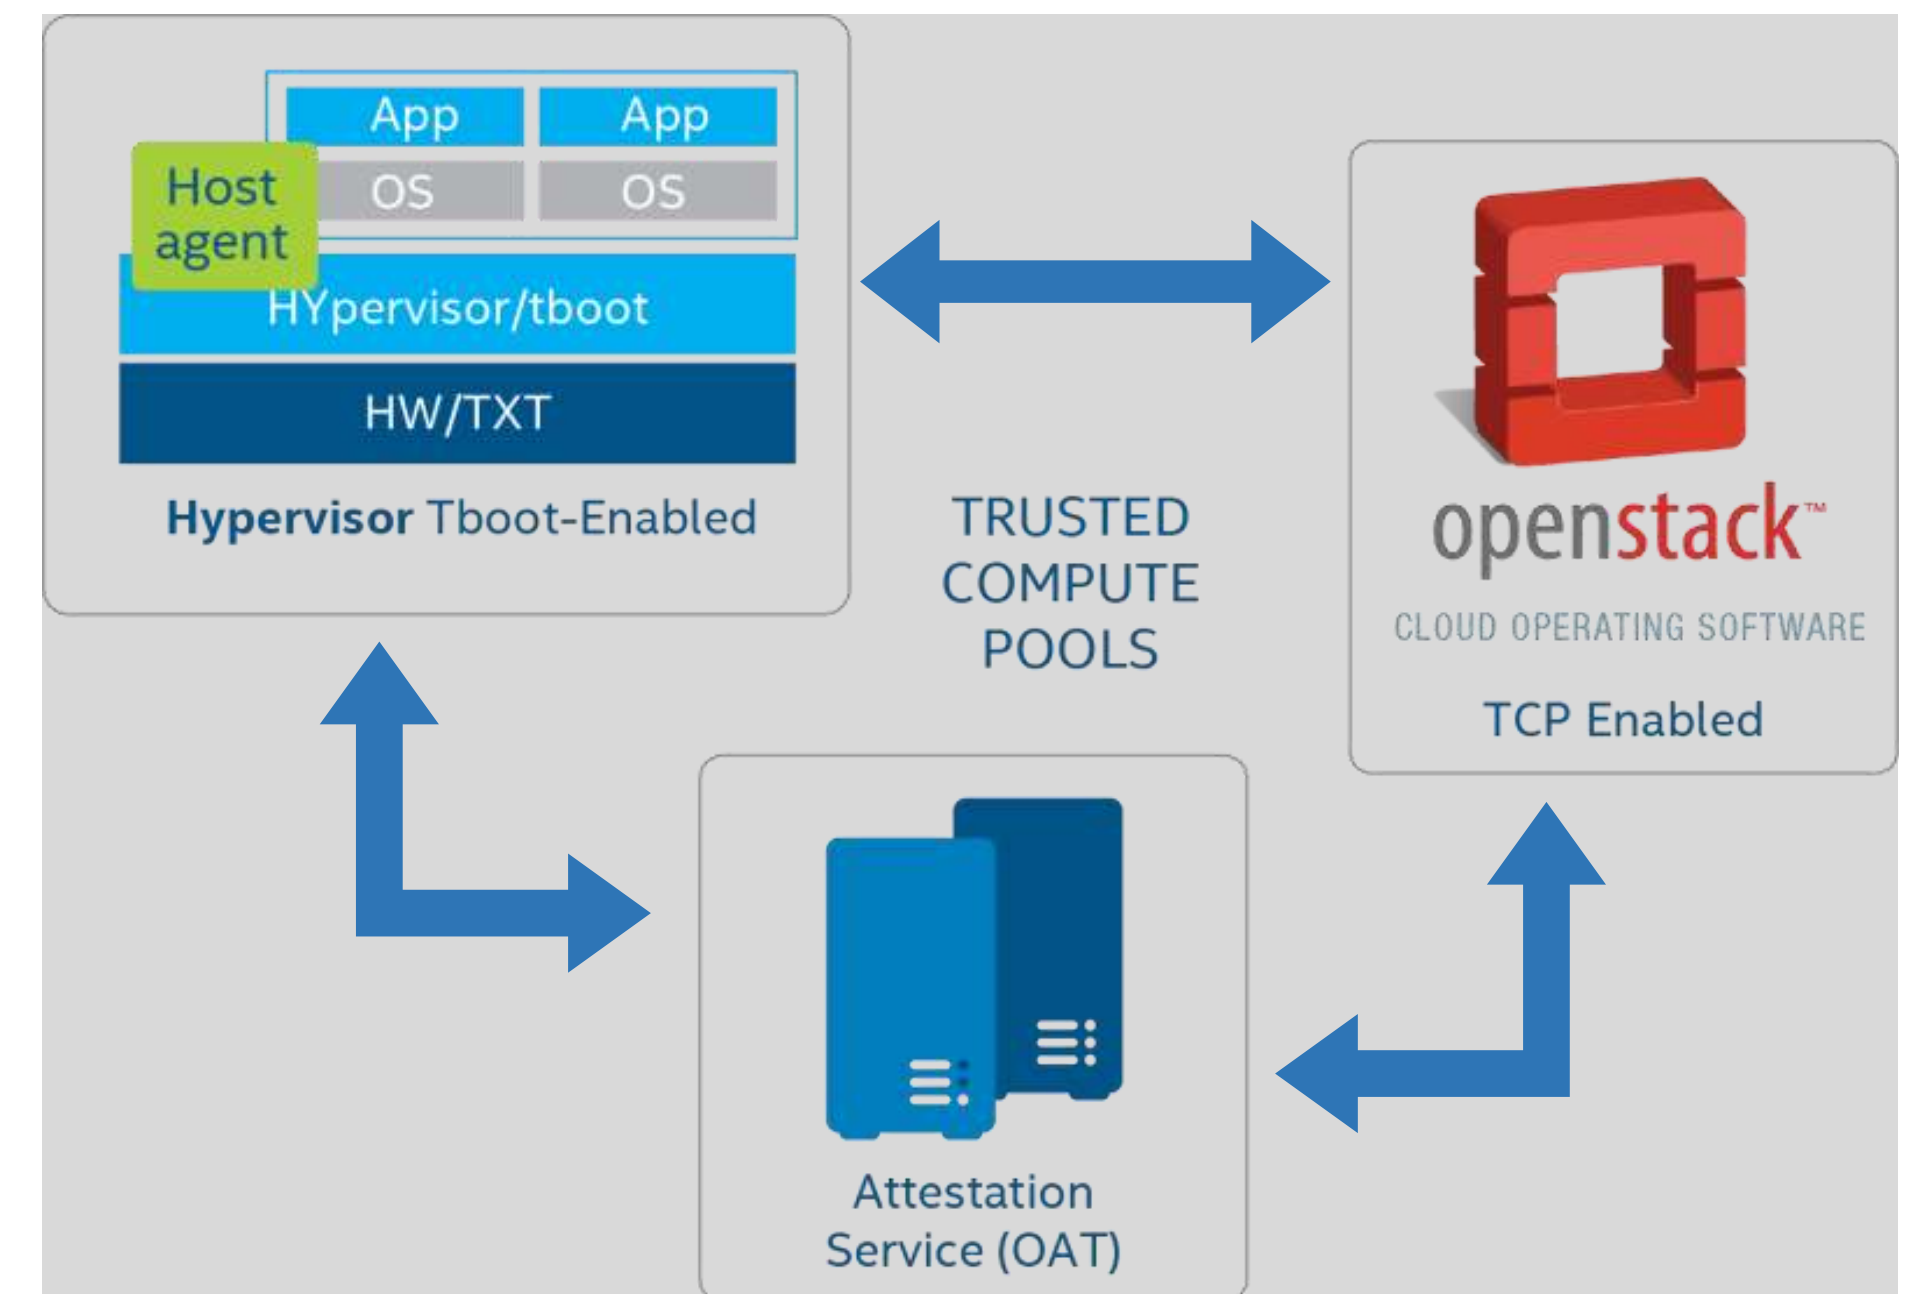 App App
Host
agent
OS OS
HYpervisor/tboot
HW/TXT
Hypervisor Tboot-Enabled
TRUSTED
COMPUTE
POOLS
openstack™
CLOUD OPERATING SOFTWARE
TCP Enabled
Attestation
Service (OAT)